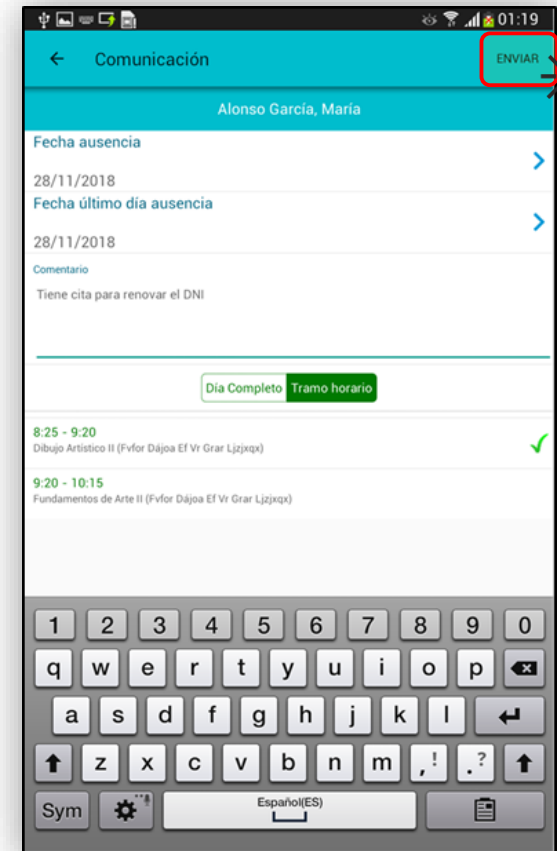 01:19
Comunicación
ENVIAR
Alonso García, María
Fecha ausencia
28/11/2018
Fecha último día ausencia
28/11/2018
Comentario
Tiene cita para renovar el DNI
Día Completo Tramo horario
8:25 - 9:20
Dibujo Artístico II (Fvfor Dájoa Ef Vr Grar Ljzjxqx)
9:20 - 10:15
Fundamentos de Arte II (Fvfor Dájoa Ef Vr Grar Ljzjxqx)
1 2 3 4 5 6 7 8 9 0
q w e r t y u i o p
a s d f g h j k l
z x c v b n m , ! . ?
Sym Español(ES)